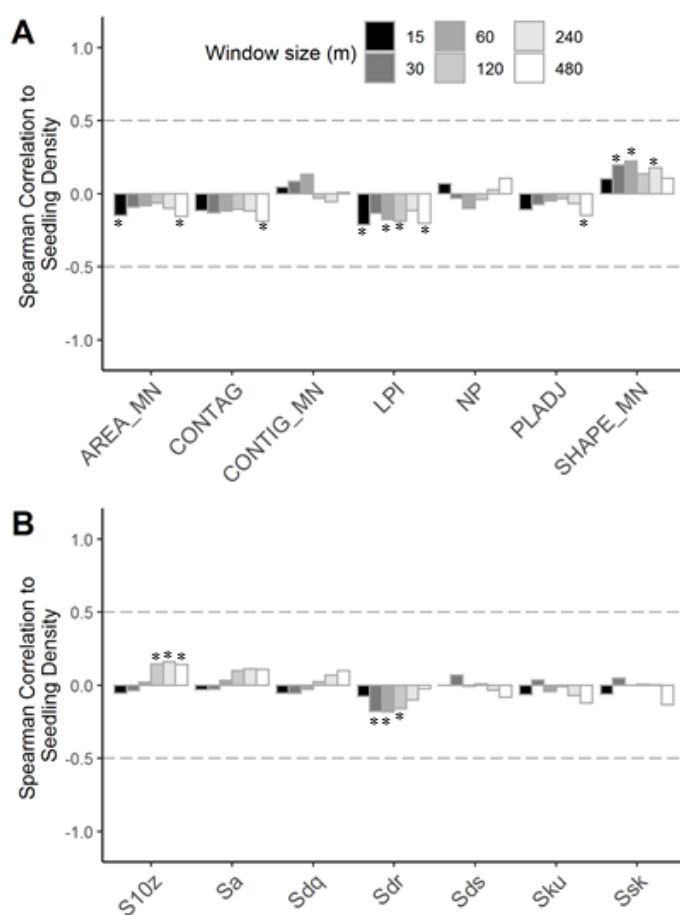 A
Window size (m)
15 60 240
30 120 480
Spearman Correlation to
Seedling Density
1.0
0.5
0.0
-0.5
-1.0
* * * * * * * * * * *
AREA_MN CONTAG CONTIG_MN LPI NP PLADJ SHAPE_MN
B
Spearman Correlation to
Seedling Density
1.0
0.5
0.0
-0.5
-1.0
* * * * * *
S10z Sa Sdq Sdr Sds Sku Ssk